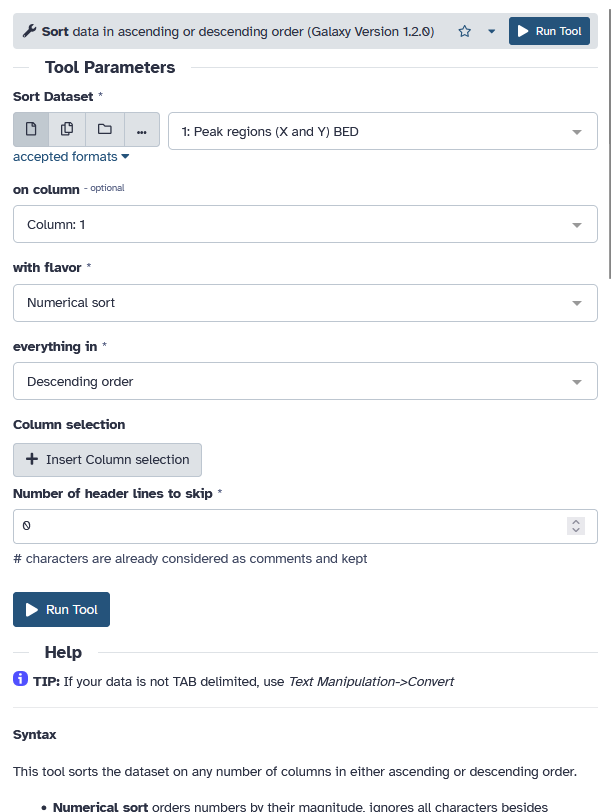 Sort data in ascending or descending order (Galaxy Version 1.2.0)
Run Tool
Tool Parameters
Sort Dataset *
...
1: Peak regions (X and Y) BED
accepted formats
on column - optional
Column: 1
with flavor *
Numerical sort
everything in *
Descending order
Column selection
Insert Column selection
Number of header lines to skip *
0
# characters are already considered as comments and kept
Run Tool
Help
TIP: If your data is not TAB delimited, use Text Manipulation->Convert
Syntax
This tool sorts the dataset on any number of columns in either ascending or descending order.
• Numerical sort orders numbers by their magnitude, ignores all characters besides